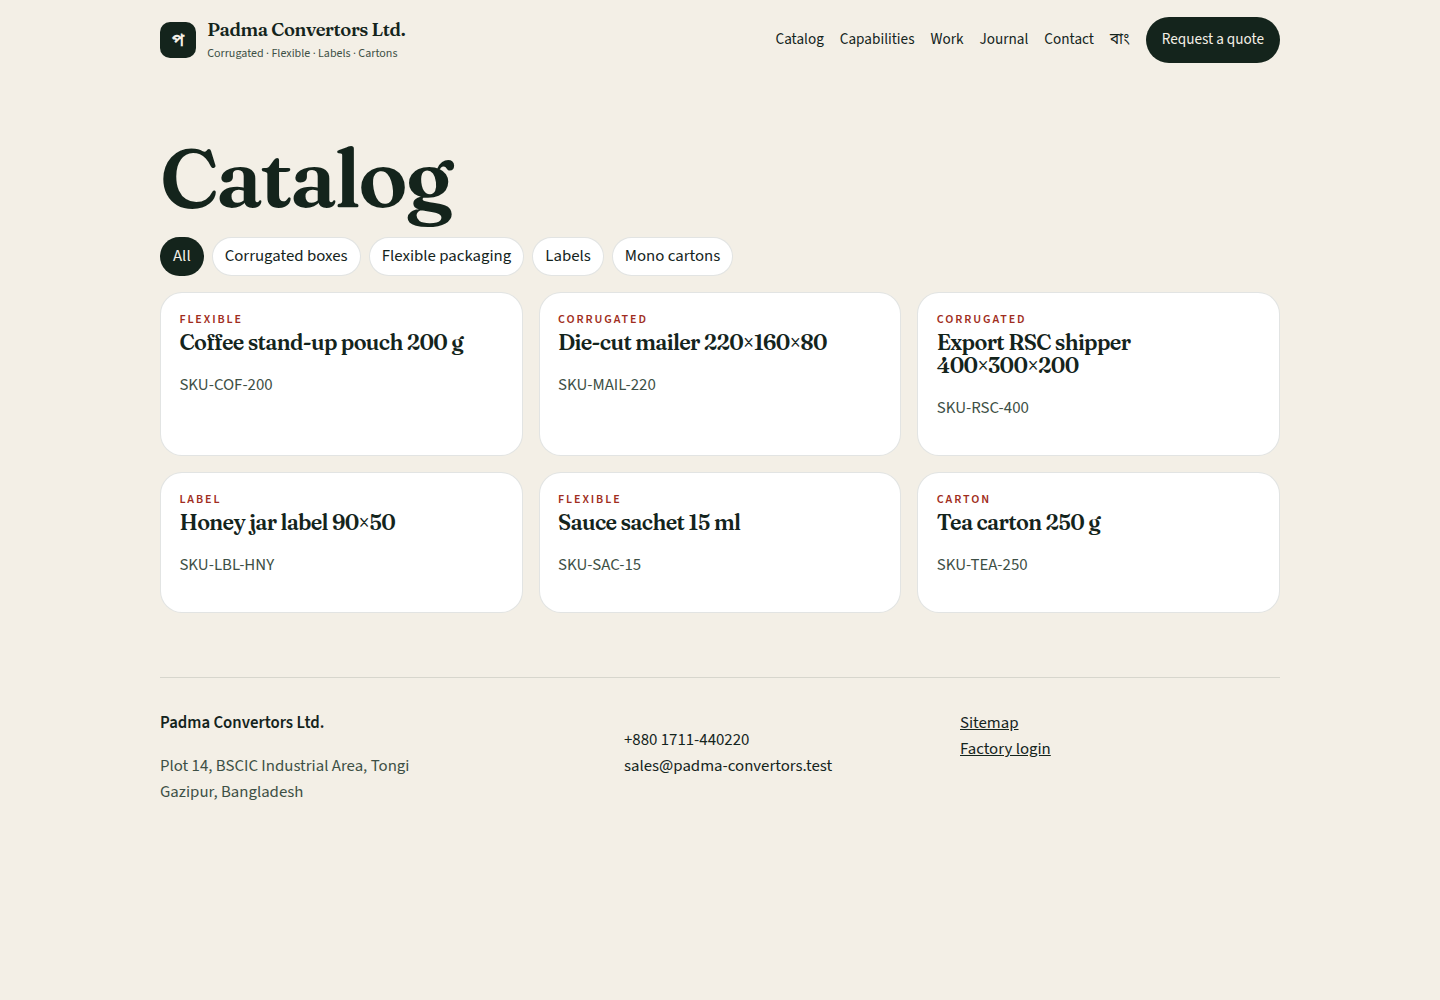 প
Padma Convertors Ltd.
Corrugated · Flexible · Labels · Cartons
Catalog
Capabilities
Work
Journal
Contact
বাং
Request a quote
Catalog
All
Corrugated boxes
Flexible packaging
Labels
Mono cartons
FLEXIBLE
Coffee stand-up pouch 200 g
SKU-COF-200
CORRUGATED
Die-cut mailer 220×160×80
SKU-MAIL-220
CORRUGATED
Export RSC shipper
400×300×200
SKU-RSC-400
LABEL
Honey jar label 90×50
SKU-LBL-HNY
FLEXIBLE
Sauce sachet 15 ml
SKU-SAC-15
CARTON
Tea carton 250 g
SKU-TEA-250
Padma Convertors Ltd.
Plot 14, BSCIC Industrial Area, Tongi
Gazipur, Bangladesh
+880 1711-440220
sales@padma-convertors.test
Sitemap
Factory login